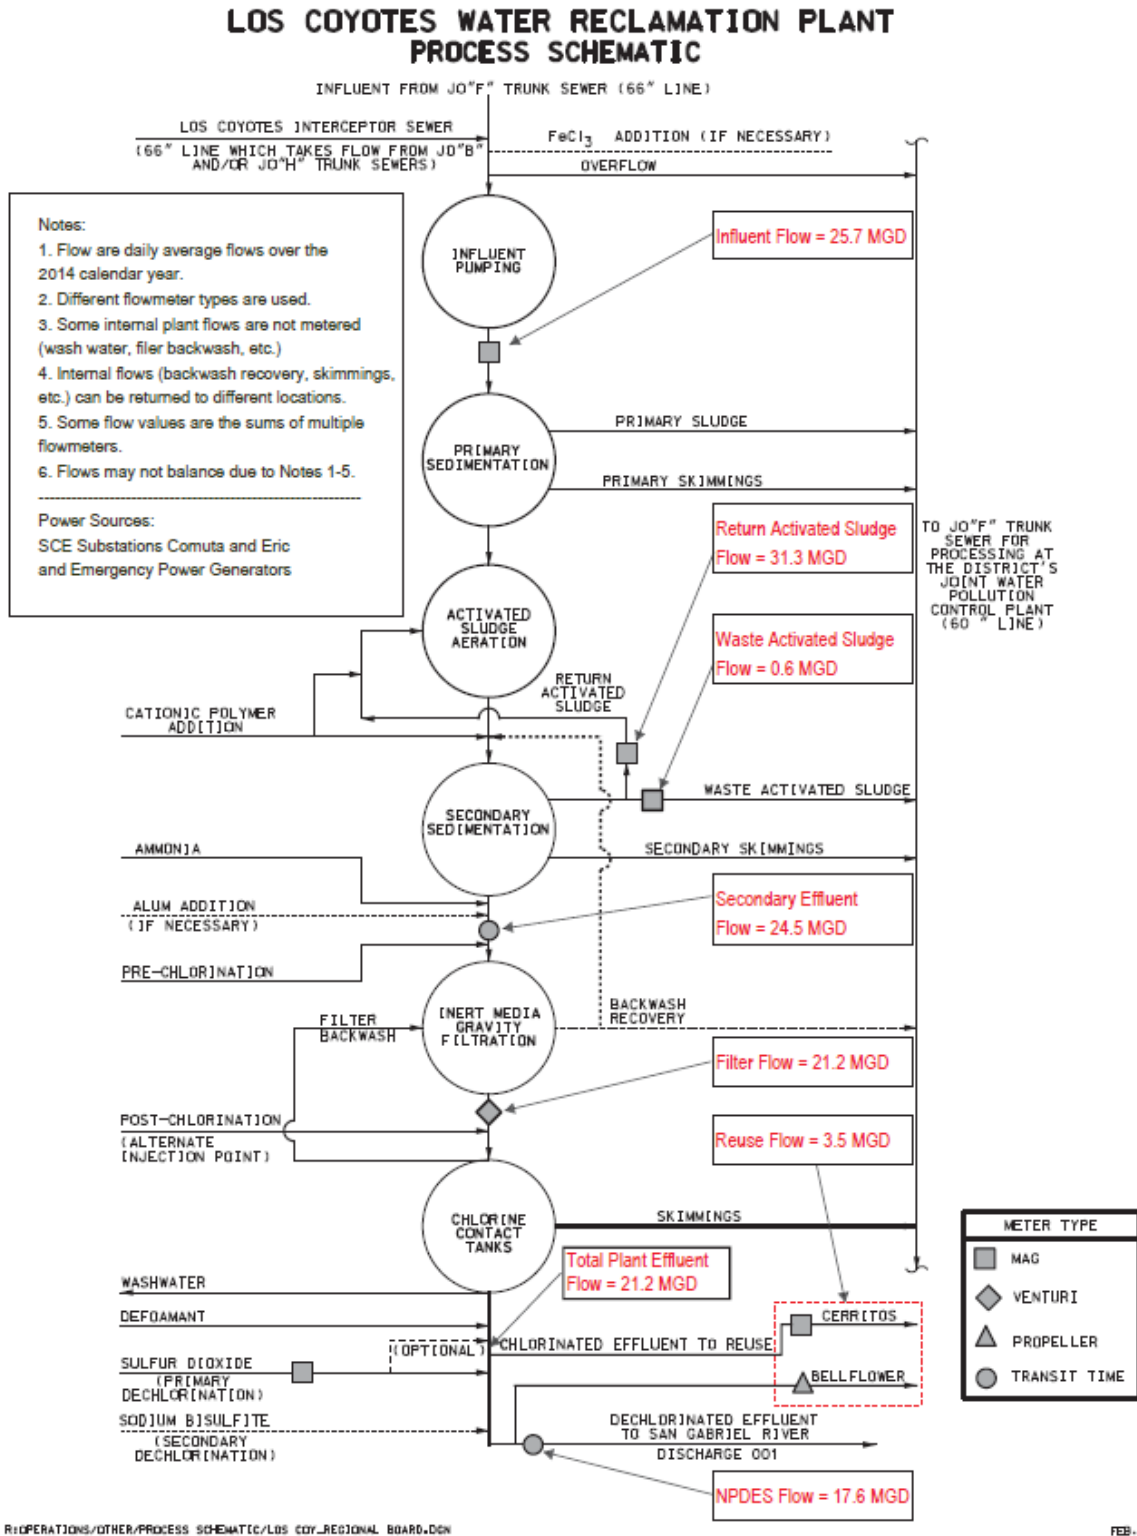 LOS COYOTES WATER RECLAMATION PLANT
PROCESS SCHEMATIC
INFLUENT FROM JO"F" TRUNK SEWER (66" LINE)
LOS COYOTES INTERCEPTOR SEWER
(66" LINE WHICH TAKES FLOW FROM JO"B"
AND/OR JO"H" TRUNK SEWERS)
FeCl3 ADDITION (IF NECESSARY)
OVERFLOW
Notes:
1. Flow are daily average flows over the
2014 calendar year.
2. Different flowmeter types are used.
3. Some internal plant flows are not metered
(wash water, filer backwash, etc.)
4. Internal flows (backwash recovery, skimmings,
etc.) can be returned to different locations.
5. Some flow values are the sums of multiple
flowmeters.
6. Flows may not balance due to Notes 1-5.
Power Sources:
SCE Substations Comuta and Eric
and Emergency Power Generators
INFLUENT
PUMPING
Influent Flow = 25.7 MGD
PRIMARY
SEDIMENTATION
PRIMARY SLUDGE
PRIMARY SKIMMINGS
Return Activated Sludge
Flow = 31.3 MGD
TO JO"F" TRUNK
SEWER FOR
PROCESSING AT
THE DISTRICT'S
JOINT WATER
POLLUTION
CONTROL PLANT
(60 " LINE)
ACTIVATED
SLUDGE
AERATION
Waste Activated Sludge
Flow = 0.6 MGD
RETURN
ACTIVATED
SLUDGE
CATIONIC POLYMER
ADDITION
WASTE ACTIVATED SLUDGE
SECONDARY
SEDIMENTATION
AMMONIA
SECONDARY SKIMMINGS
ALUM ADDITION
(IF NECESSARY)
Secondary Effluent
Flow = 24.5 MGD
PRE-CHLORINATION
FILTER
BACKWASH
INERT MEDIA
GRAVITY
FILTRATION
BACKWASH
RECOVERY
Filter Flow = 21.2 MGD
POST-CHLORINATION
(ALTERNATE
INJECTION POINT)
Reuse Flow = 3.5 MGD
CHLORINE
CONTACT
TANKS
SKIMMINGS
METER TYPE
MAG
VENTURI
PROPELLER
TRANSIT TIME
Total Plant Effluent
Flow = 21.2 MGD
WASHWATER
DEFOAMANT
CERRITOS
(OPTIONAL)
CHLORINATED EFFLUENT TO REUSE
SULFUR DIOXIDE
(PRIMARY
DECHLORINATION)
BELLFLOWER
SODIUM BISULFITE
(SECONDARY
DECHLORINATION)
DECHLORINATED EFFLUENT
TO SAN GABRIEL RIVER
DISCHARGE 001
NPDES Flow = 17.6 MGD
R:OPERATIONS/OTHER/PROCESS SCHEMATIC/LOS COY_REGIONAL BOARD.DGN
FEB.